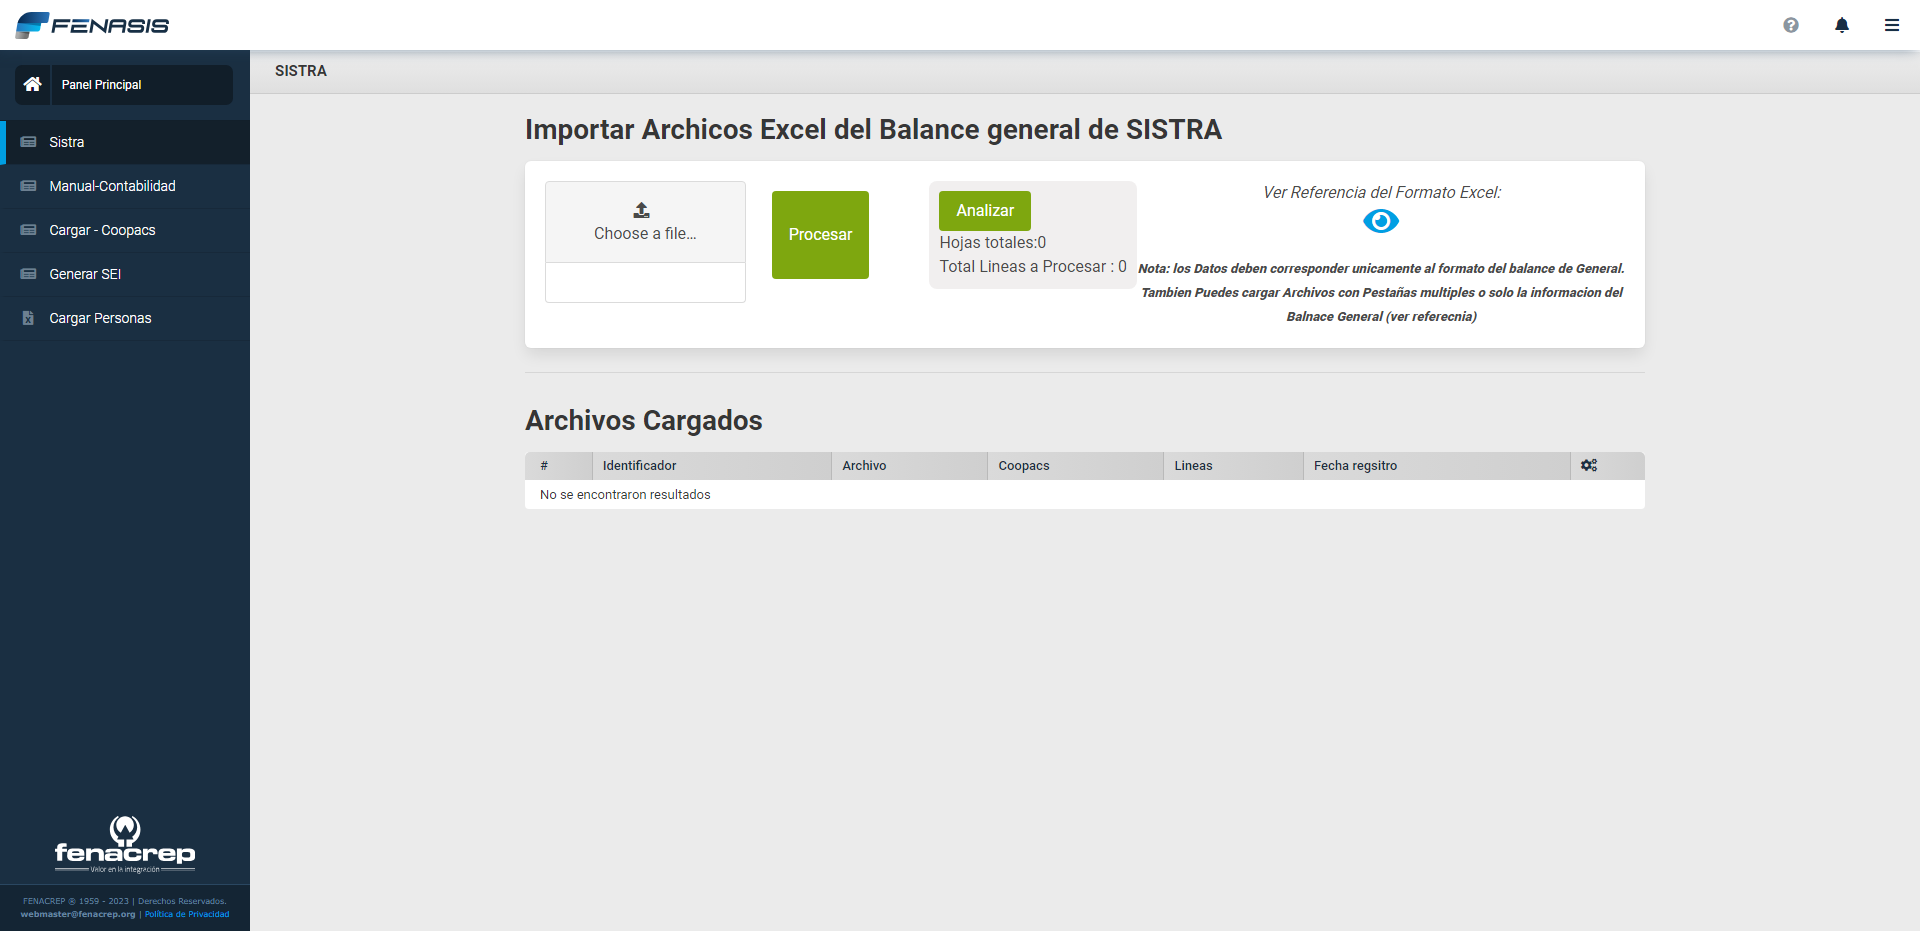 FENASIS
Panel Principal
Sistra
Manual-Contabilidad
Cargar - Coopacs
Generar SEI
Cargar Personas
fenacrep
Valor en la integración
FENACREP ® 1959 - 2023 | Derechos Reservados.
webmaster@fenacrep.org | Política de Privacidad
SISTRA
Importar Archicos Excel del Balance general de SISTRA
Choose a file…
Procesar
Analizar
Hojas totales:0
Total Lineas a Procesar : 0
Ver Referencia del Formato Excel:
Nota: los Datos deben corresponder unicamente al formato del balance de General.
Tambien Puedes cargar Archivos con Pestañas multiples o solo la informacion del
Balnace General (ver referecnia)
Archivos Cargados
# Identificador Archivo Coopacs Lineas Fecha regsitro
No se encontraron resultados